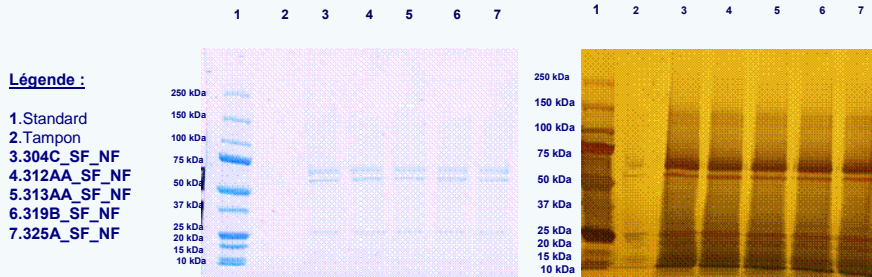 1 2 3 4 5 6 7
1 2 3 4 5 6 7
Légende :
1.Standard
2.Tampon
3.304C_SF_NF
4.312AA_SF_NF
5.313AA_SF_NF
6.319B_SF_NF
7.325A_SF_NF
250 kDa
150 kDa
100 kDa
75 kDa
50 kDa
37 kDa
25 kDa
20 kDa
15 kDa
10 kDa
250 kDa
150 kDa
100 kDa
75 kDa
50 kDa
37 kDa
25 kDa
20 kDa
15 kDa
10 kDa